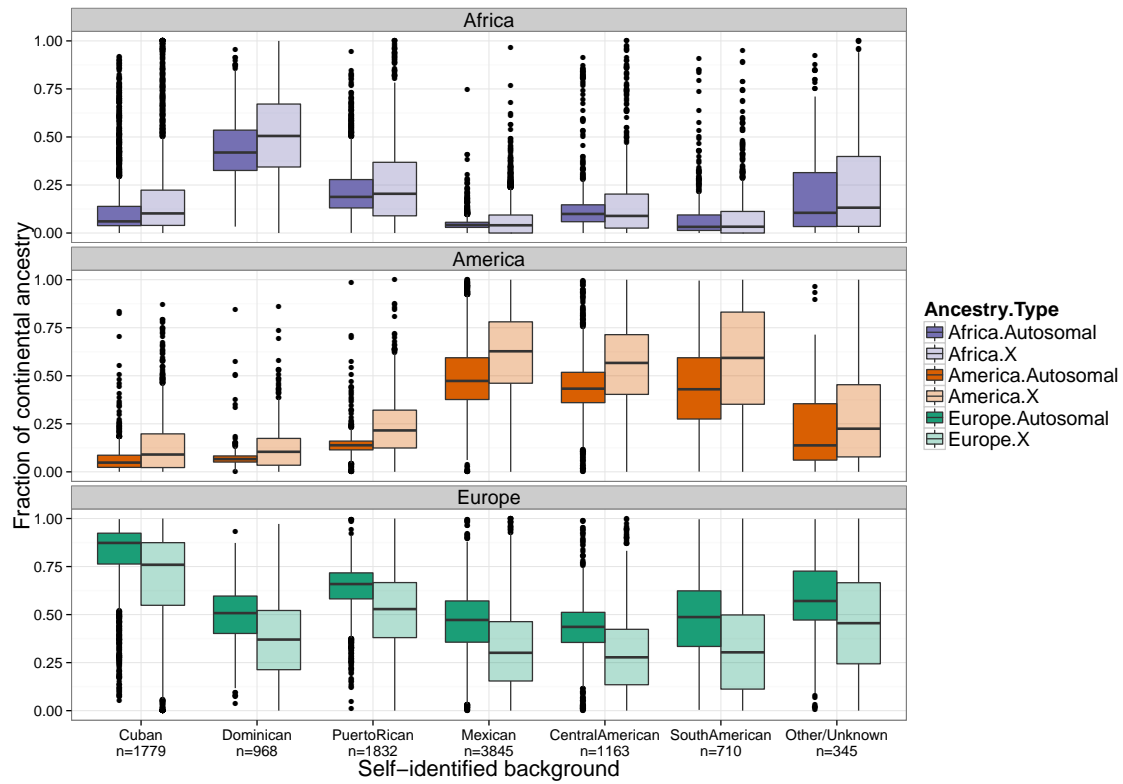 Africa
1.00
0.75
0.50
0.25
0.00
America
1.00
0.75
0.50
0.25
0.00
Europe
1.00
0.75
0.50
0.25
0.00
Fraction of continental ancestry
Cuban Dominican PuertoRican Mexican CentralAmerican SouthAmerican Other/Unknown
n=1779 n=968 n=1832 n=3845 n=1163 n=710 n=345
Self−identified background
Ancestry.Type
Africa.Autosomal
Africa.X
America.Autosomal
America.X
Europe.Autosomal
Europe.X